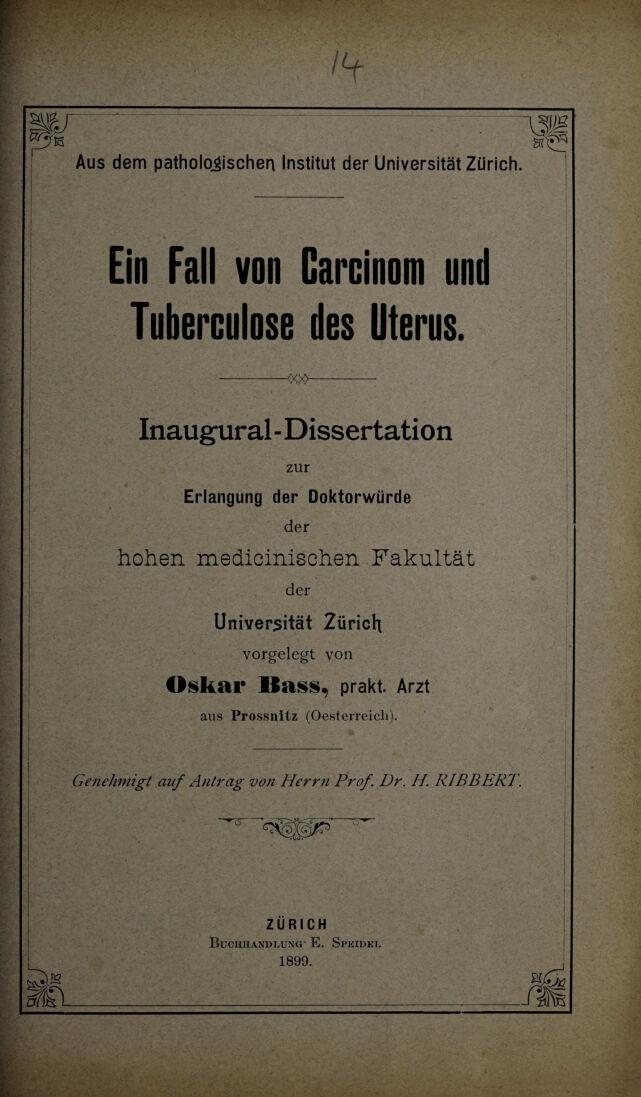 14
Aus dem pathologischen Institut der Universität Zürich.
Ein Fall von Carcinom und
Tuberculose des Uterus.
Inaugural-Dissertation
zur
Erlangung der Doktorwürde
der
hohen medicinischen Fakultät
der
Universität Zürich
vorgelegt von
Oskar Bass, prakt. Arzt
aus Prossnitz (Oesterreich).
Genehmigt auf Antrag von Herrn Prof. Dr. H. RIBBERT.
ZÜRICH
BUCHHANDLUNG E. SPEIDEL
1899.